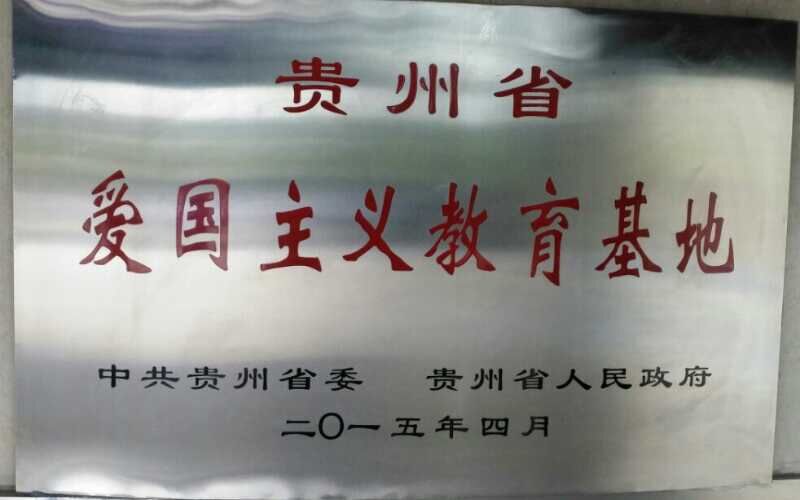 贵州省
爱国主义教育基地
中共贵州省委 贵州省人民政府
二〇一五年四月